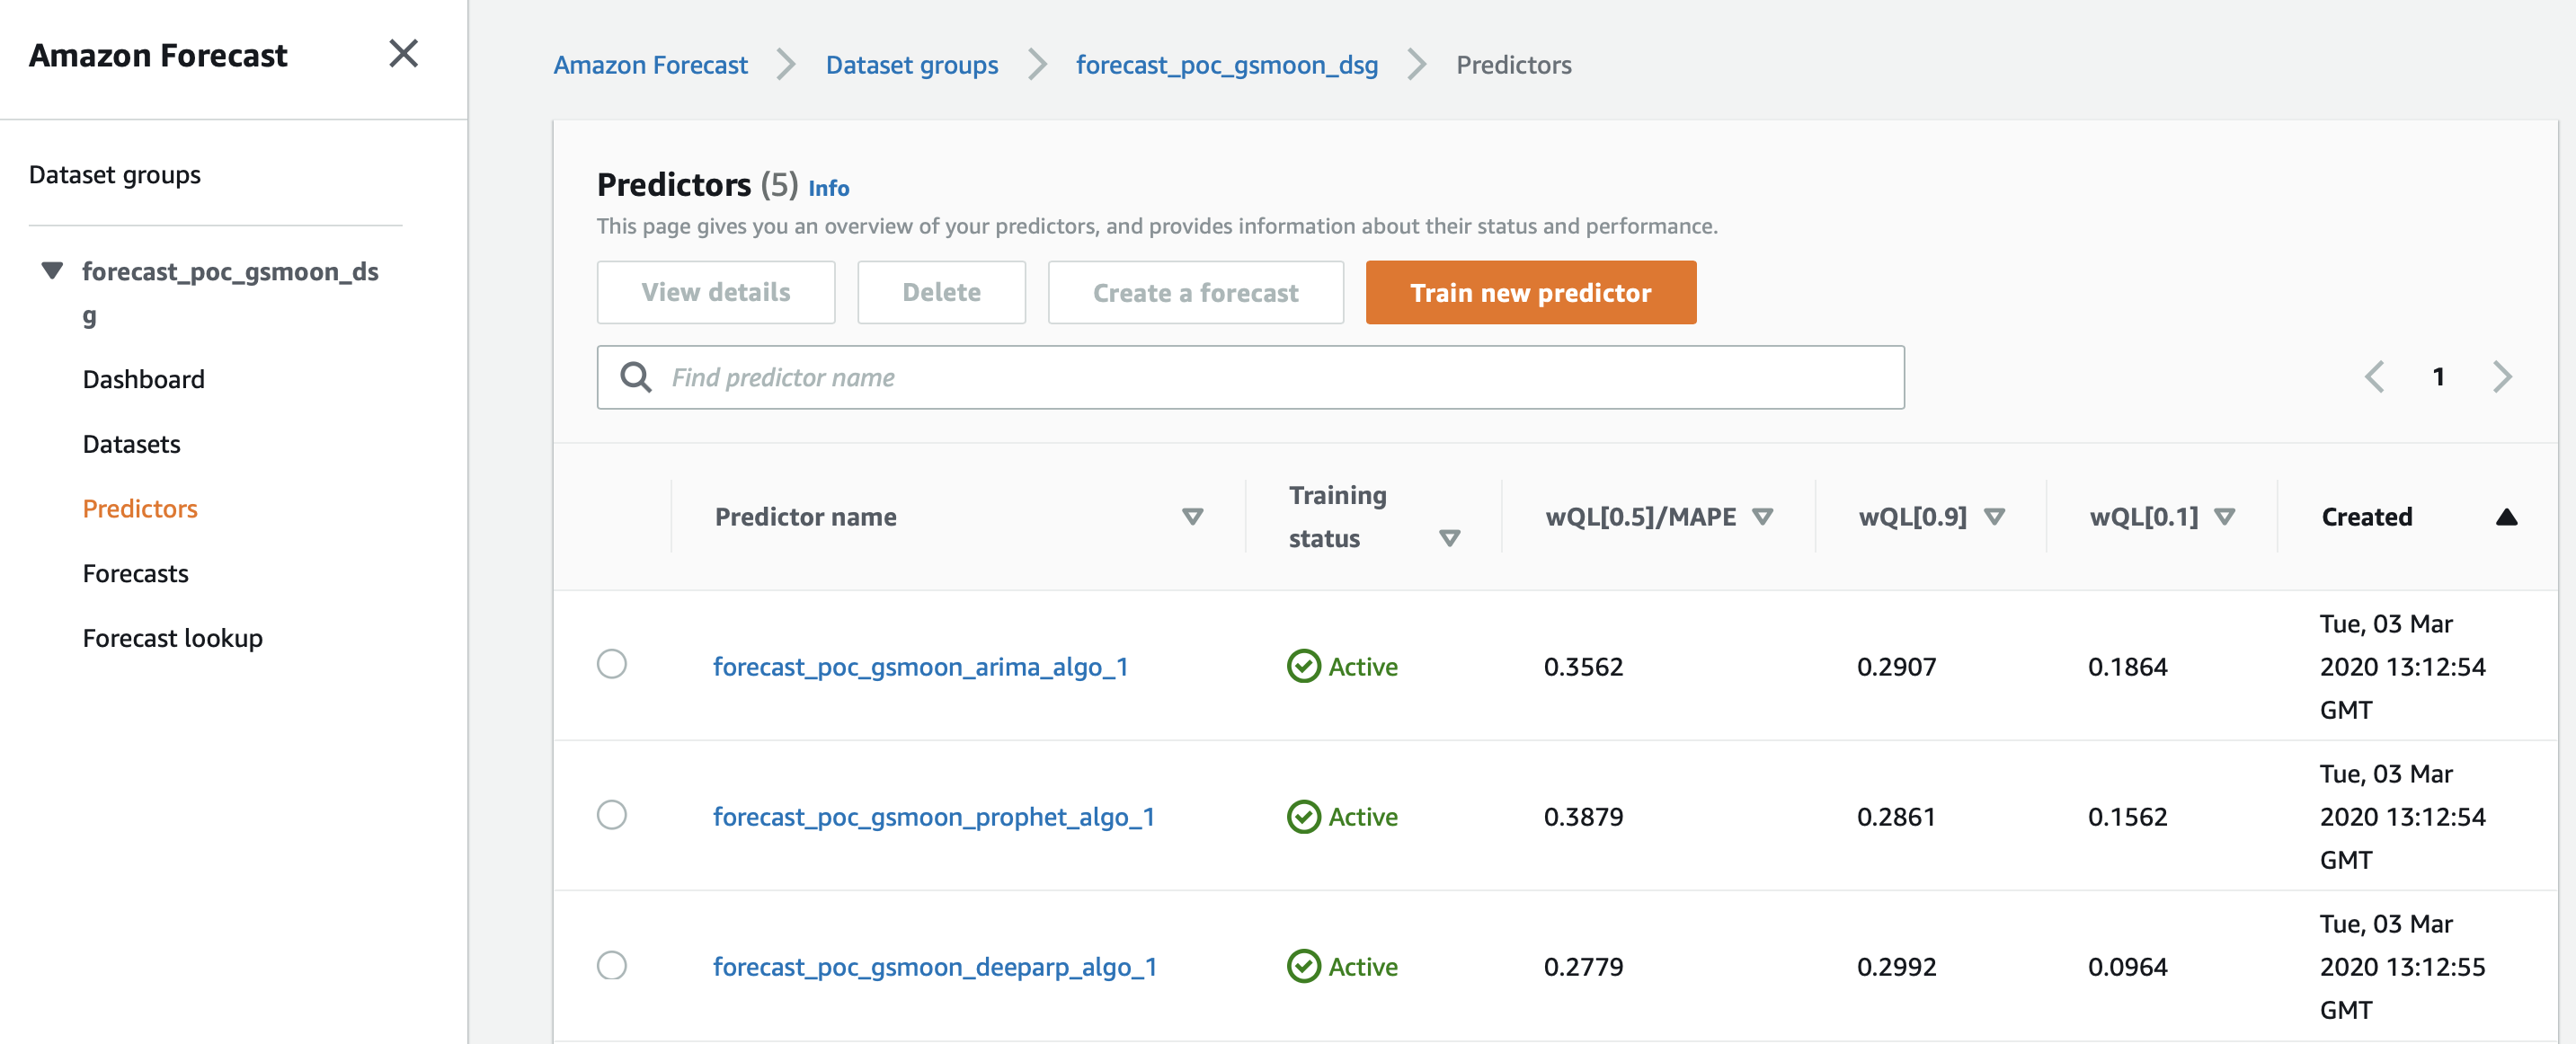 Amazon Forecast
Dataset groups
forecast_poc_gsmoon_ds
g
Dashboard
Datasets
Predictors
Forecasts
Forecast lookup
Amazon Forecast Dataset groups forecast_poc_gsmoon_dsg Predictors
Predictors (5) Info
This page gives you an overview of your predictors, and provides information about their status and performance.
View details Delete Create a forecast Train new predictor
Find predictor name 1
Predictor name Training status wQL[0.5]/MAPE wQL[0.9] wQL[0.1] Created
forecast_poc_gsmoon_arima_algo_1 Active 0.3562 0.2907 0.1864 Tue, 03 Mar 2020 13:12:54 GMT
forecast_poc_gsmoon_prophet_algo_1 Active 0.3879 0.2861 0.1562 Tue, 03 Mar 2020 13:12:54 GMT
forecast_poc_gsmoon_deeparp_algo_1 Active 0.2779 0.2992 0.0964 Tue, 03 Mar 2020 13:12:55 GMT